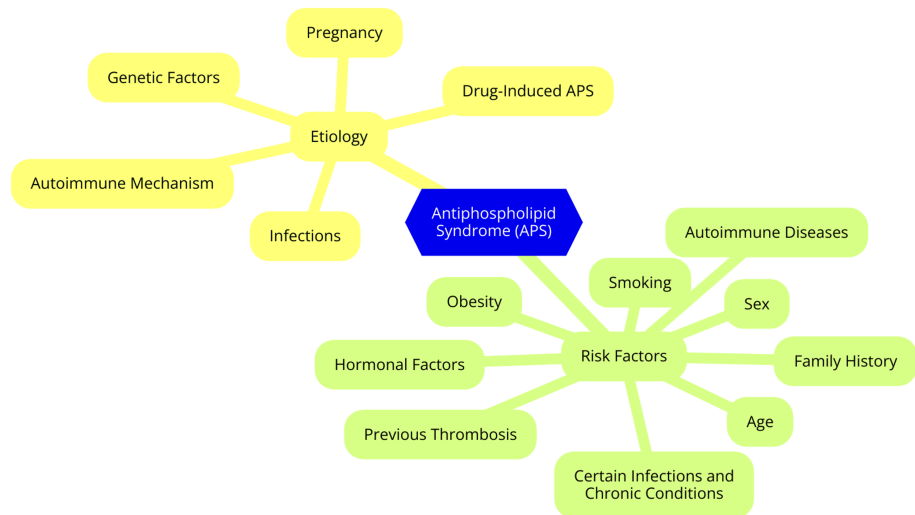 Pregnancy
Genetic Factors
Drug-Induced APS
Etiology
Autoimmune Mechanism
Infections
Antiphospholipid
Syndrome (APS)
Autoimmune Diseases
Smoking
Obesity
Sex
Risk Factors
Hormonal Factors
Family History
Age
Previous Thrombosis
Certain Infections and
Chronic Conditions